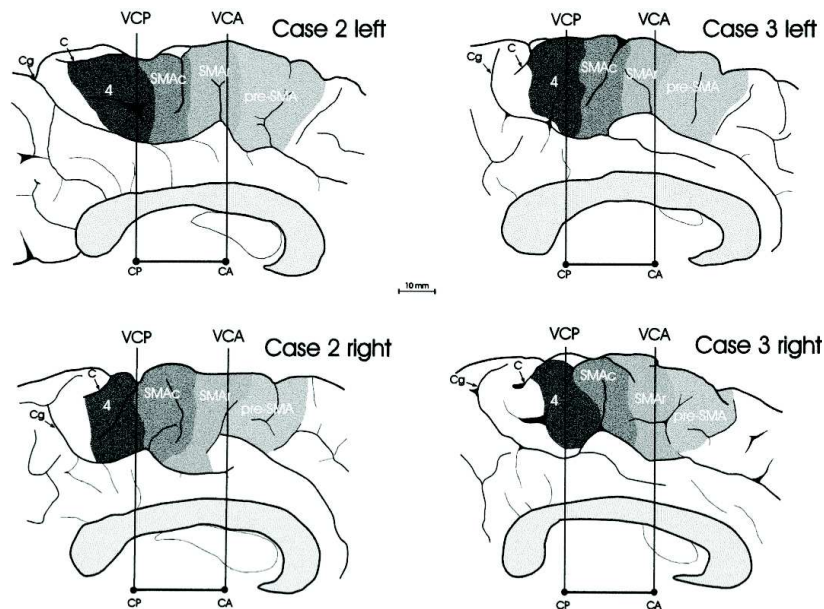 VCP VCA
Case 2 left
C
Cg
4
SMAc
SMAr
pre-SMA
CP CA
VCP VCA
Case 3 left
C
Cg
4
SMAc
SMAr
pre-SMA
CP CA
10 mm
VCP VCA
Case 2 right
C
Cg
4
SMAc
SMAr
pre-SMA
CP CA
VCP VCA
Case 3 right
C
Cg
4
SMAc
SMAr
pre-SMA
CP CA